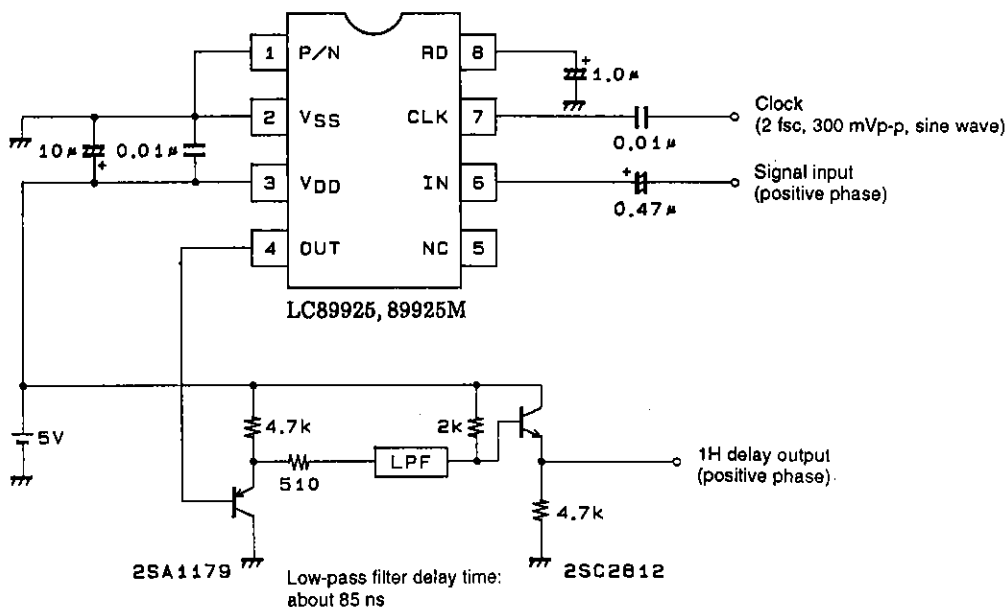 1 P/N
RD 8
+ 1.0μ
2 VSS
CLK 7
0.01μ
Clock
(2 fsc, 300 mVp-p, sine wave)
10μ + 0.01μ
3 VDD
IN 6
+ 0.47μ
Signal input
(positive phase)
4 OUT
NC 5
LC89925, 89925M
5V
4.7k
510
LPF
2k
4.7k
1H delay output
(positive phase)
2SA1179
2SC2812
Low-pass filter delay time:
about 85 ns